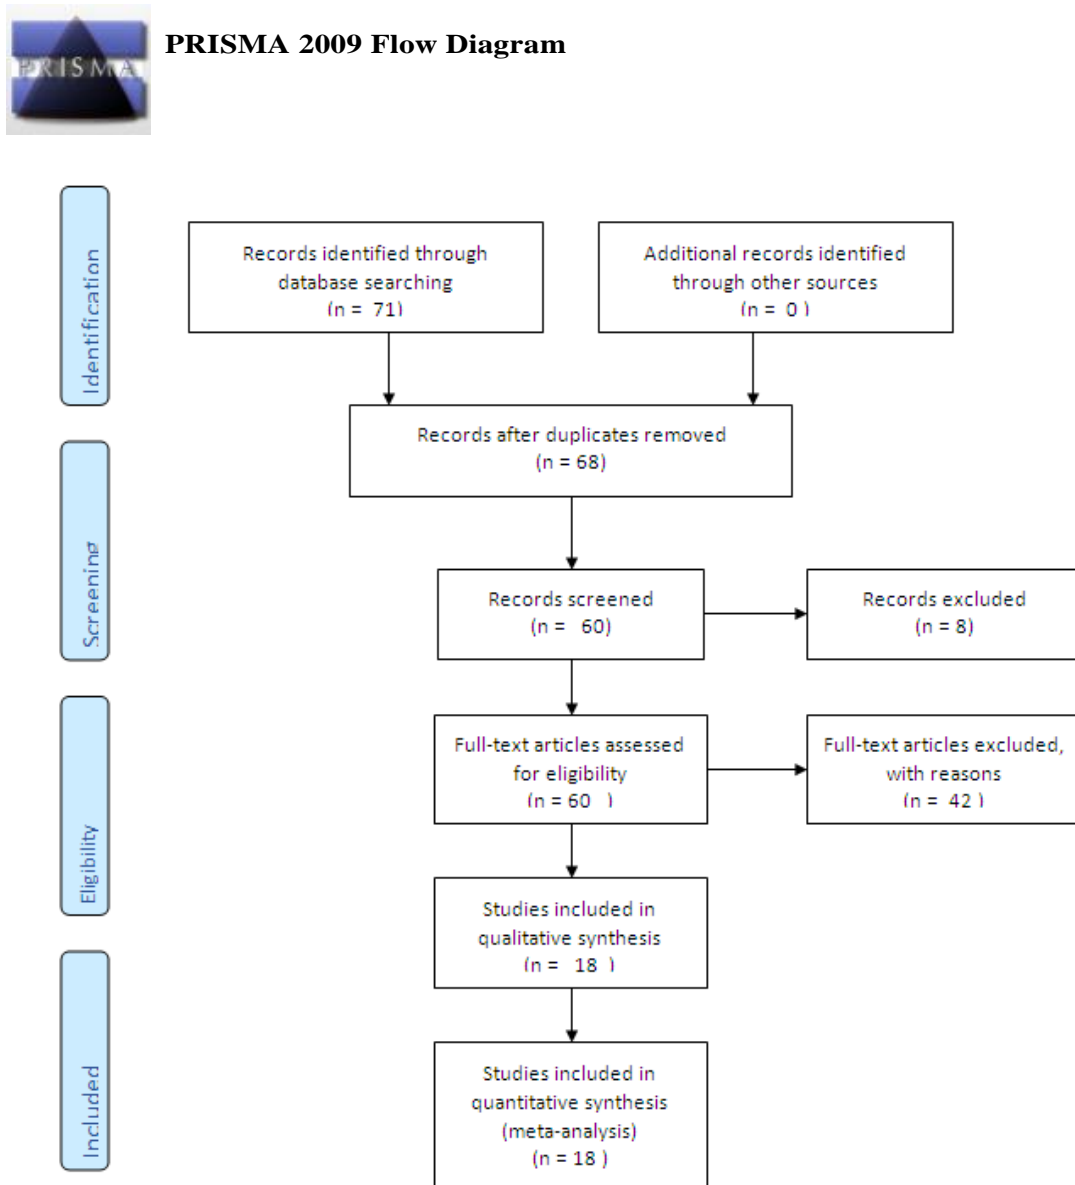 PRISMA
PRISMA 2009 Flow Diagram
Identification
Records identified through
database searching
(n = 71)
Additional records identified
through other sources
(n = 0 )
Records after duplicates removed
(n = 68)
Screening
Records screened
(n = 60)
Records excluded
(n = 8)
Eligibility
Full-text articles assessed
for eligibility
(n = 60 )
Full-text articles excluded,
with reasons
(n = 42 )
Studies included in
qualitative synthesis
(n = 18 )
Included
Studies included in
quantitative synthesis
(meta-analysis)
(n = 18 )